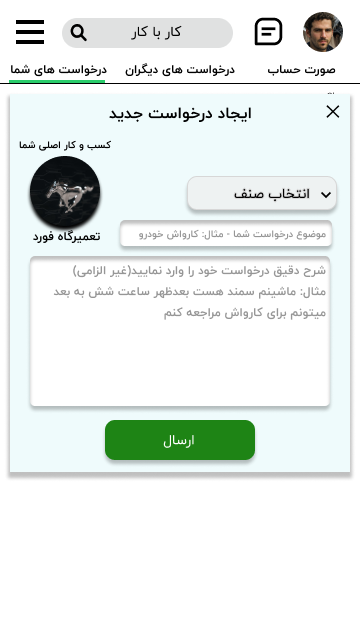 کار با کار
صورت حساب
درخواست های دیگران
درخواست های شما
ایجاد درخواست جدید
کسب و کار اصلی شما
تعمیرگاه فورد
انتخاب صنف
موضوع درخواست شما - مثال: کارواش خودرو
شرح دقیق درخواست خود را وارد نمایید(غیر الزامی)
مثال: ماشینم سمند هست بعدظهر ساعت شش به بعد
میتونم برای کارواش مراجعه کنم
ارسال